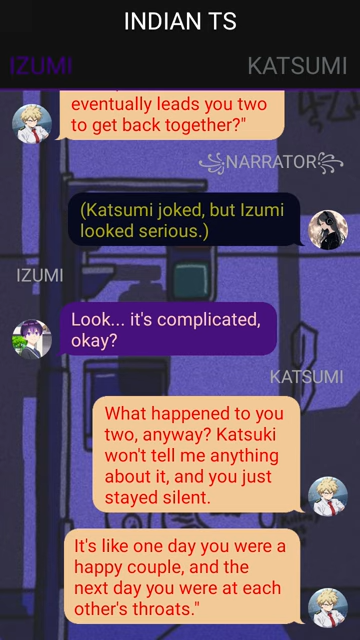 INDIAN TS
IZUMI
KATSUMI
eventually leads you two
to get back together?"
꧁NARRATOR꧂
(Katsumi joked, but Izumi
looked serious.)
IZUMI
Look... it's complicated,
okay?
KATSUMI
What happened to you
two, anyway? Katsuki
won't tell me anything
about it, and you just
stayed silent.
It's like one day you were a
happy couple, and the
next day you were at each
other's throats."